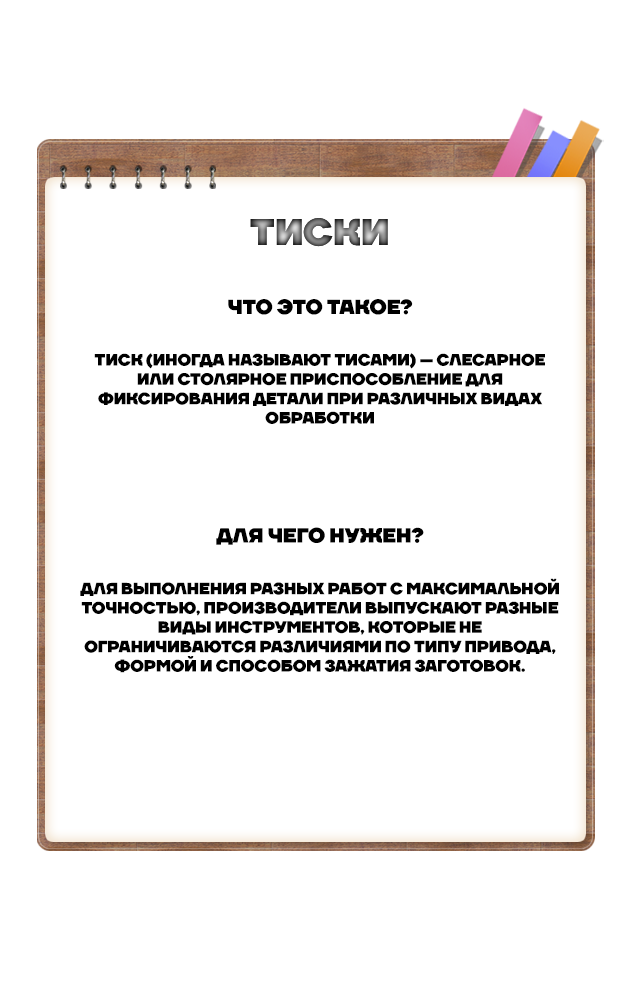 ТИСКИ
ЧТО ЭТО ТАКОЕ?
ТИСК (ИНОГДА НАЗЫВАЮТ ТИСАМИ) — СЛЕСАРНОЕ
ИЛИ СТОЛЯРНОЕ ПРИСПОСОБЛЕНИЕ ДЛЯ
ФИКСИРОВАНИЯ ДЕТАЛИ ПРИ РАЗЛИЧНЫХ ВИДАХ
ОБРАБОТКИ
ДЛЯ ЧЕГО НУЖЕН?
ДЛЯ ВЫПОЛНЕНИЯ РАЗНЫХ РАБОТ С МАКСИМАЛЬНОЙ
ТОЧНОСТЬЮ, ПРОИЗВОДИТЕЛИ ВЫПУСКАЮТ РАЗНЫЕ
ВИДЫ ИНСТРУМЕНТОВ, КОТОРЫЕ НЕ
ОГРАНИЧИВАЮТСЯ РАЗЛИЧИЯМИ ПО ТИПУ ПРИВОДА,
ФОРМОЙ И СПОСОБОМ ЗАЖАТИЯ ЗАГОТОВОК.